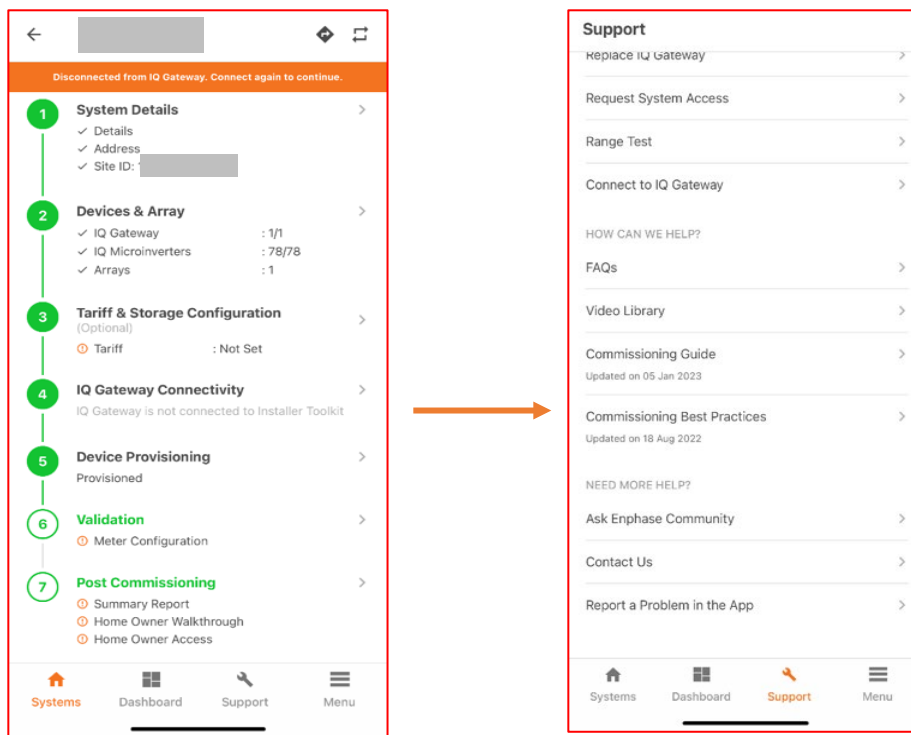 Disconnected from IQ Gateway. Connect again to continue.
1
System Details
Details
Address
Site ID:
2
Devices & Array
IQ Gateway : 1/1
IQ Microinverters : 78/78
Arrays : 1
3
Tariff & Storage Configuration
(Optional)
Tariff : Not Set
4
IQ Gateway Connectivity
IQ Gateway is not connected to Installer Toolkit
5
Device Provisioning
Provisioned
6
Validation
Meter Configuration
7
Post Commissioning
Summary Report
Home Owner Walkthrough
Home Owner Access
Systems Dashboard Support Menu
Support
Replace IQ Gateway
Request System Access
Range Test
Connect to IQ Gateway
HOW CAN WE HELP?
FAQs
Video Library
Commissioning Guide
Updated on 05 Jan 2023
Commissioning Best Practices
Updated on 18 Aug 2022
NEED MORE HELP?
Ask Enphase Community
Contact Us
Report a Problem in the App
Systems Dashboard Support Menu